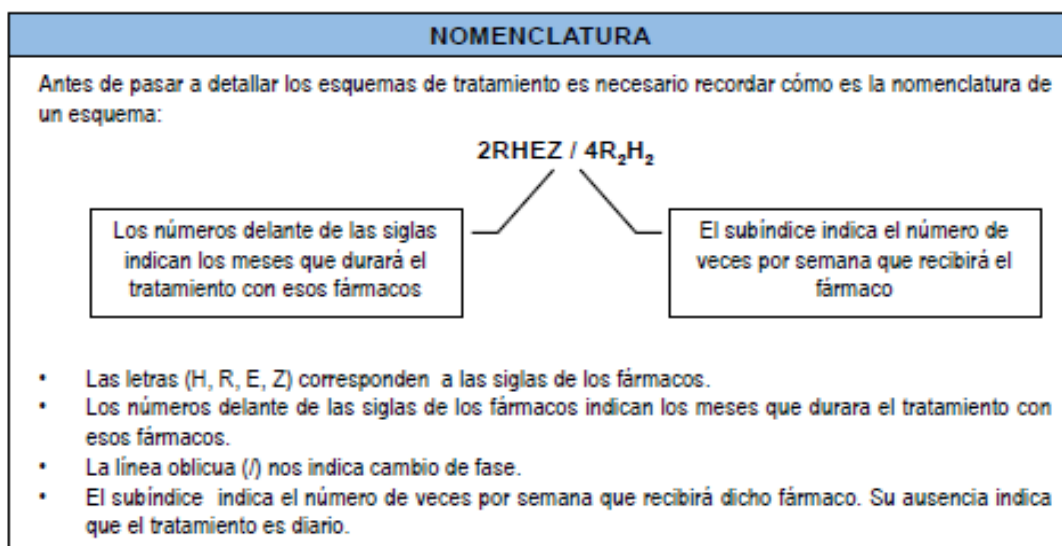 NOMENCLATURA
Antes de pasar a detallar los esquemas de tratamiento es necesario recordar cómo es la nomenclatura de
un esquema:
2RHEZ / 4R₂H₂
Los números delante de las siglas
indican los meses que durará el
tratamiento con esos fármacos
El subíndice indica el número de
veces por semana que recibirá el
fármaco
• Las letras (H, R, E, Z) corresponden a las siglas de los fármacos.
• Los números delante de las siglas de los fármacos indican los meses que durara el tratamiento con
esos fármacos.
• La línea oblicua (/) nos indica cambio de fase.
• El subíndice indica el número de veces por semana que recibirá dicho fármaco. Su ausencia indica
que el tratamiento es diario.